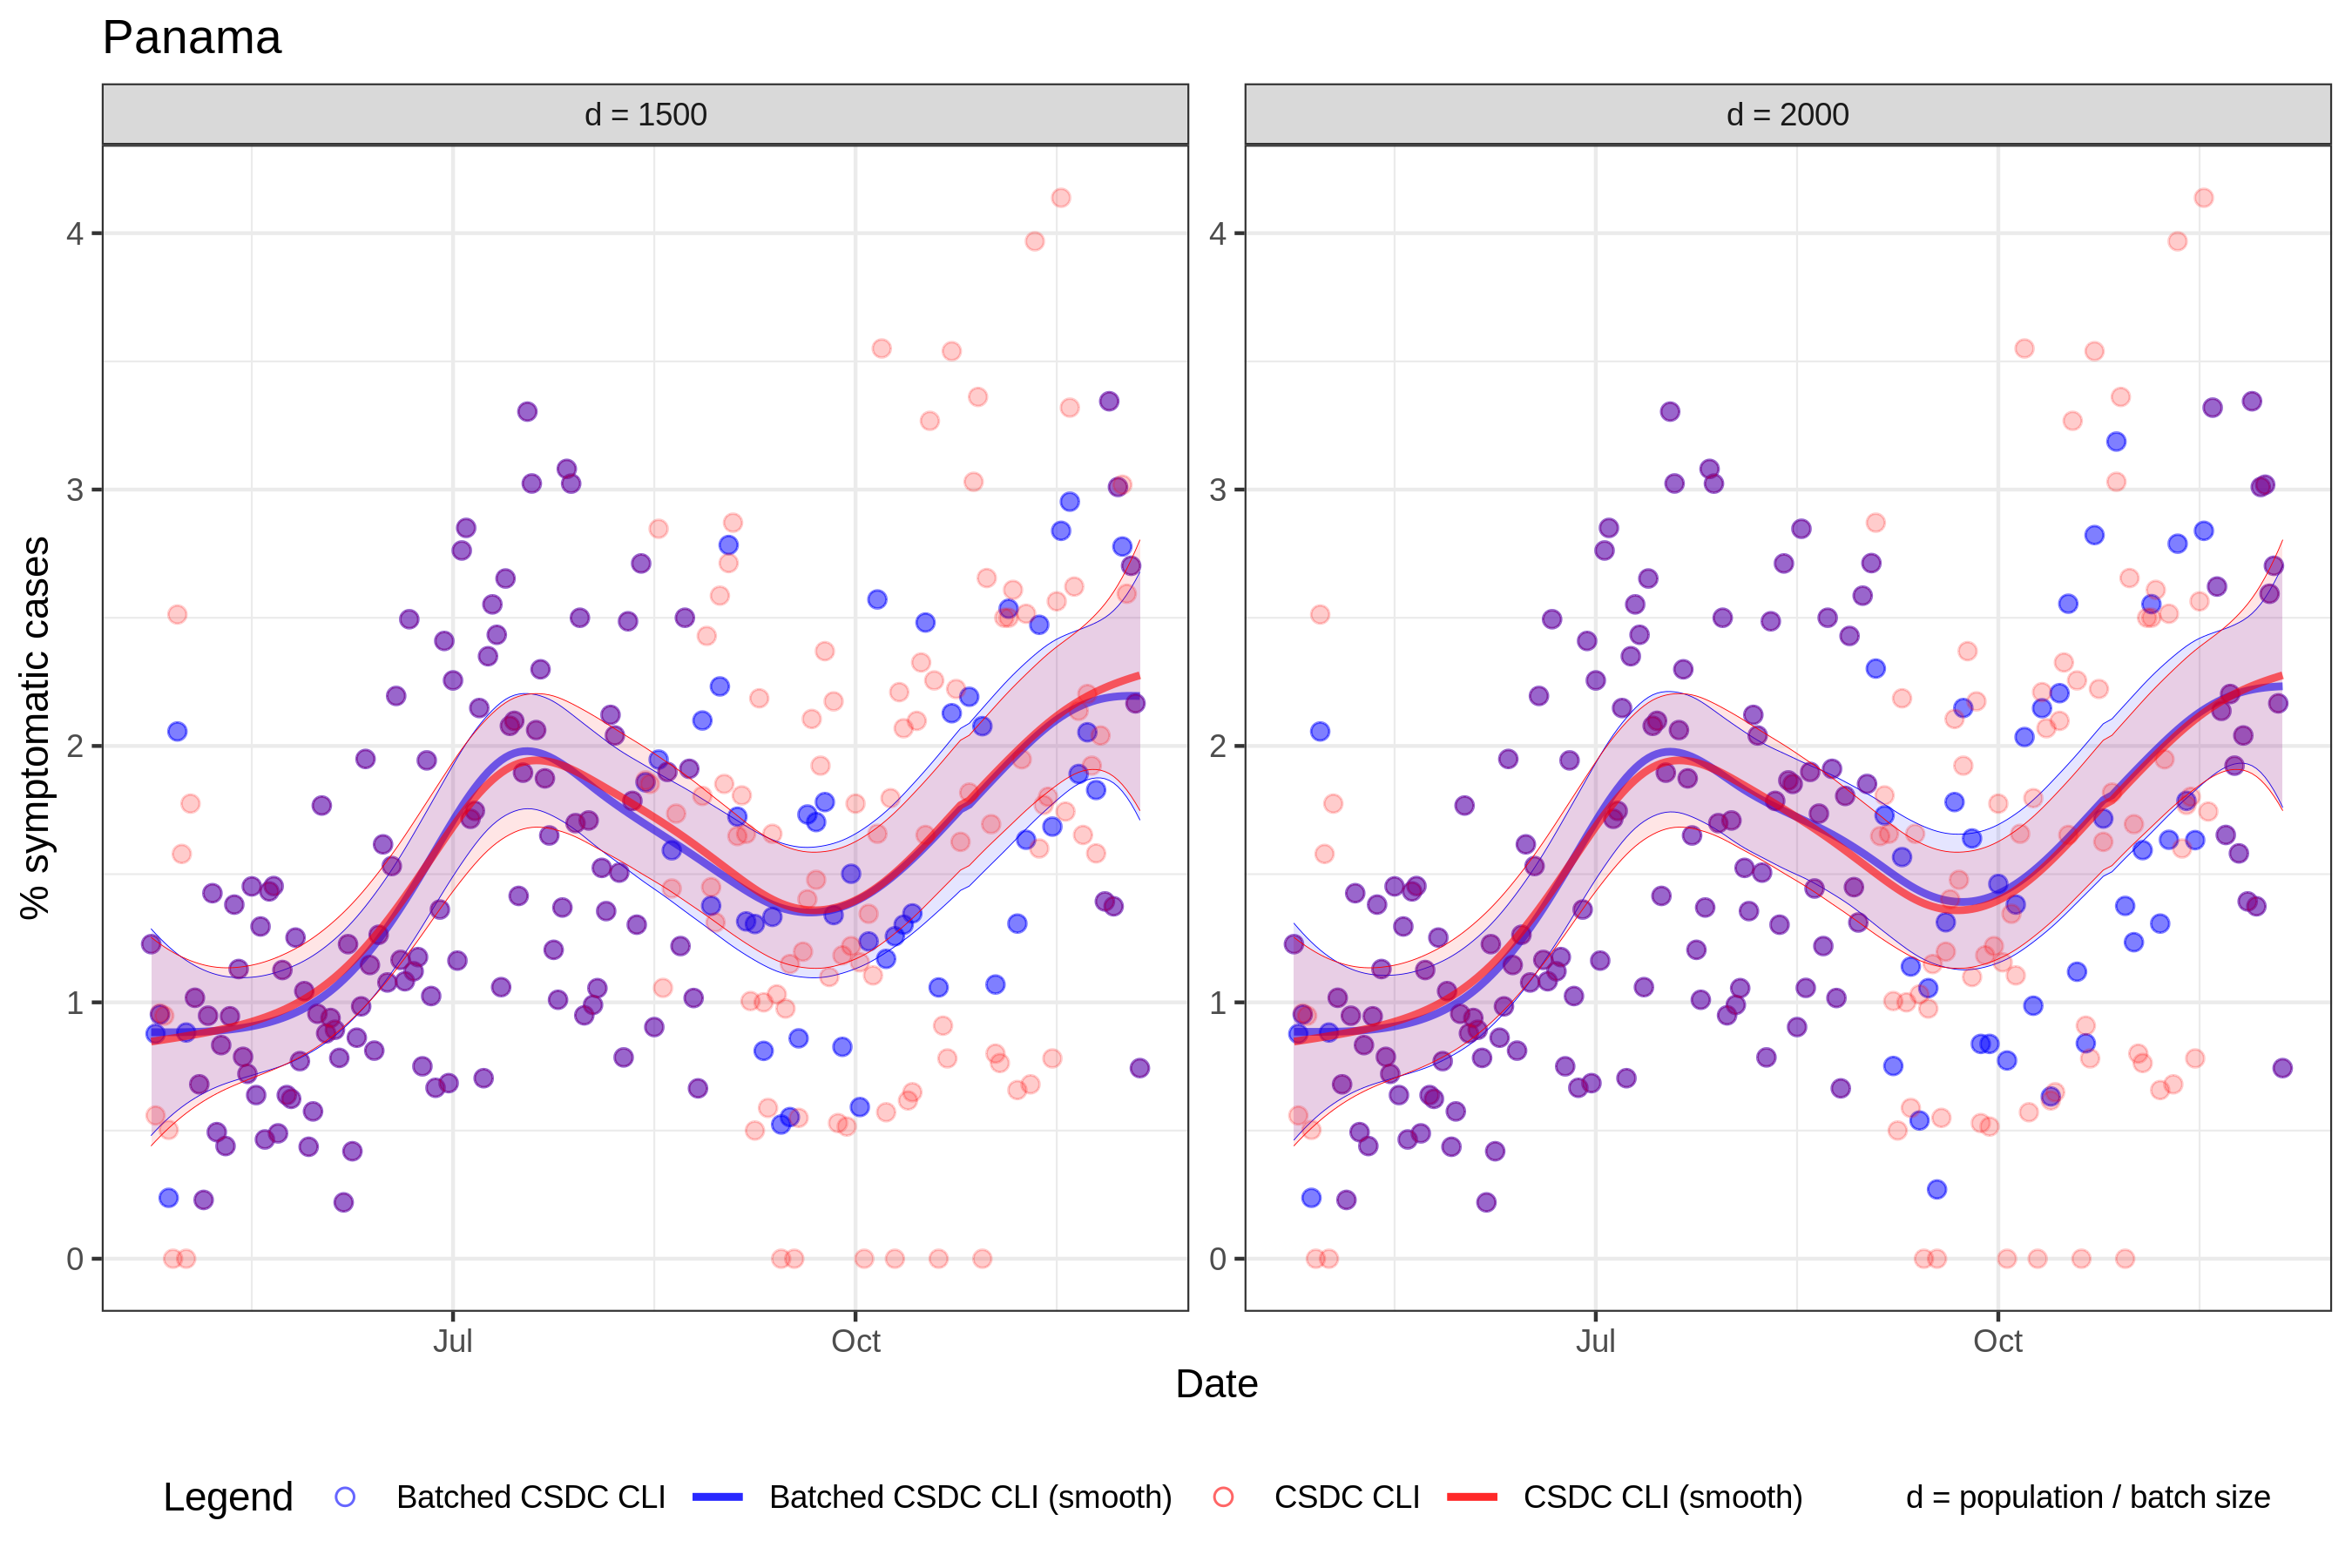 Panama
d = 1500
d = 2000
% symptomatic cases
4
3
2
1
0
4
3
2
1
0
Jul
Oct
Jul
Oct
Date
Legend
Batched CSDC CLI
Batched CSDC CLI (smooth)
CSDC CLI
CSDC CLI (smooth)
d = population / batch size